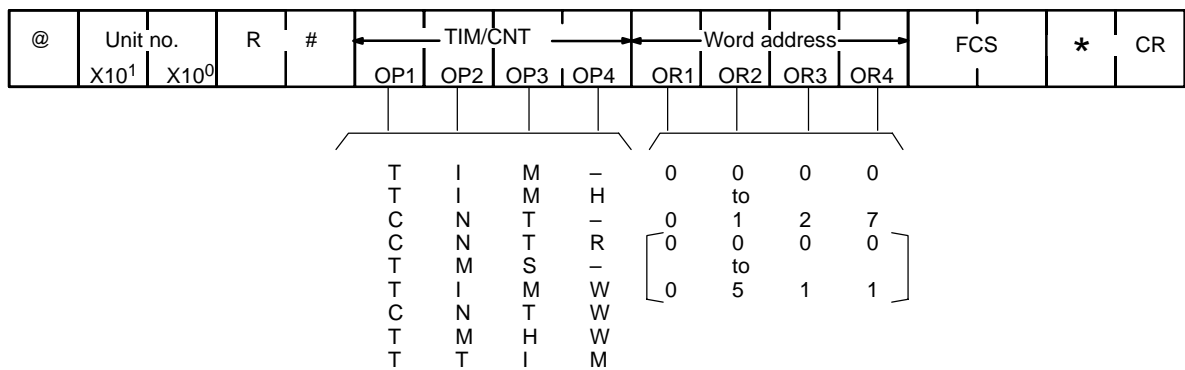 @ Unit no. R # TIM/CNT Word address FCS * CR
X10¹ X10⁰ OP1 OP2 OP3 OP4 OR1 OR2 OR3 OR4
T I M – 0 0 0 0
T I M H to
C N T – 0 1 2 7
C N T R 0 0 0 0
T M S – to
T I M W 0 5 1 1
C N T W
T M H W
T T I M